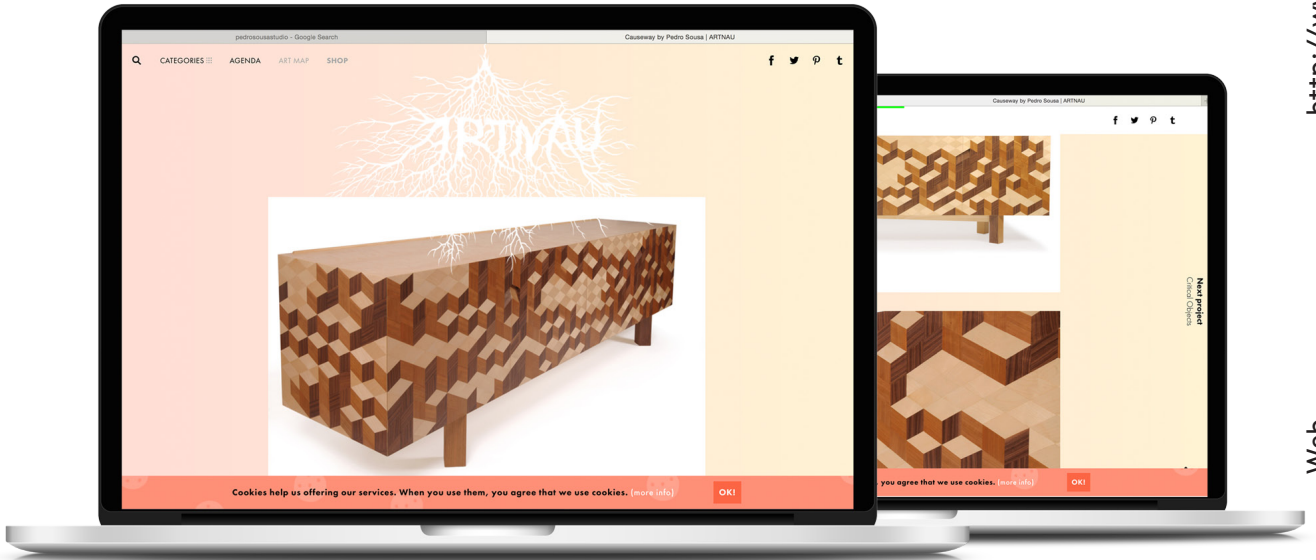 pedrosousastudio - Google Search
Causeway by Pedro Sousa | ARTNAU
CATEGORIES
AGENDA
ART MAP
SHOP
f
t
ARTNAU
Cookies help us offering our services. When you use them, you agree that we use cookies. (more info)
OK!
Causeway by Pedro Sousa | ARTNAU
f
t
Next project
Critical Objects
, you agree that we use cookies. (more info)
OK!
Web